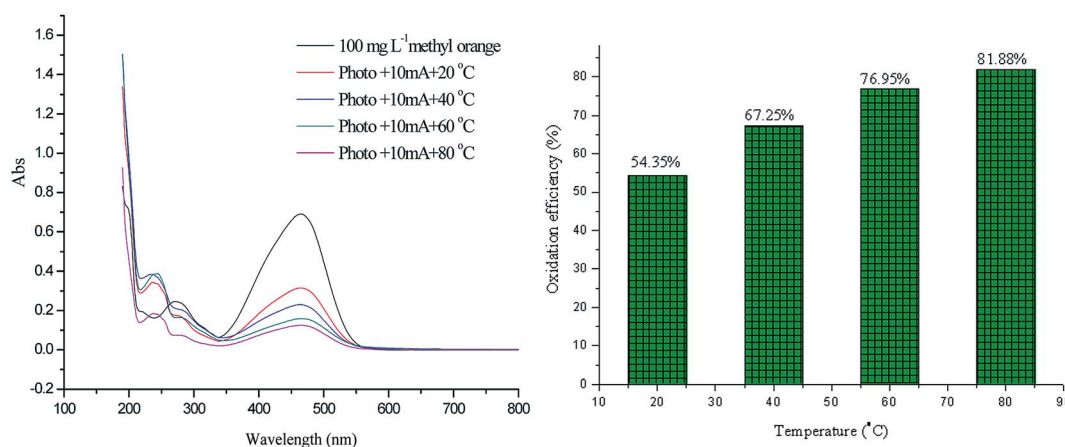 1.6
1.4
1.2
1.0
0.8
0.6
0.4
0.2
0.0
-0.2
Abs
100 200 300 400 500 600 700 800
Wavelength (nm)
100 mg L⁻¹ methyl orange
Photo +10mA+20 °C
Photo +10mA+40 °C
Photo +10mA+60 °C
Photo +10mA+80 °C
80
70
60
50
40
30
20
10
0
Oxidation efficiency (%)
54.35%
67.25%
76.95%
81.88%
10 20 30 40 50 60 70 80 90
Temperature (°C)